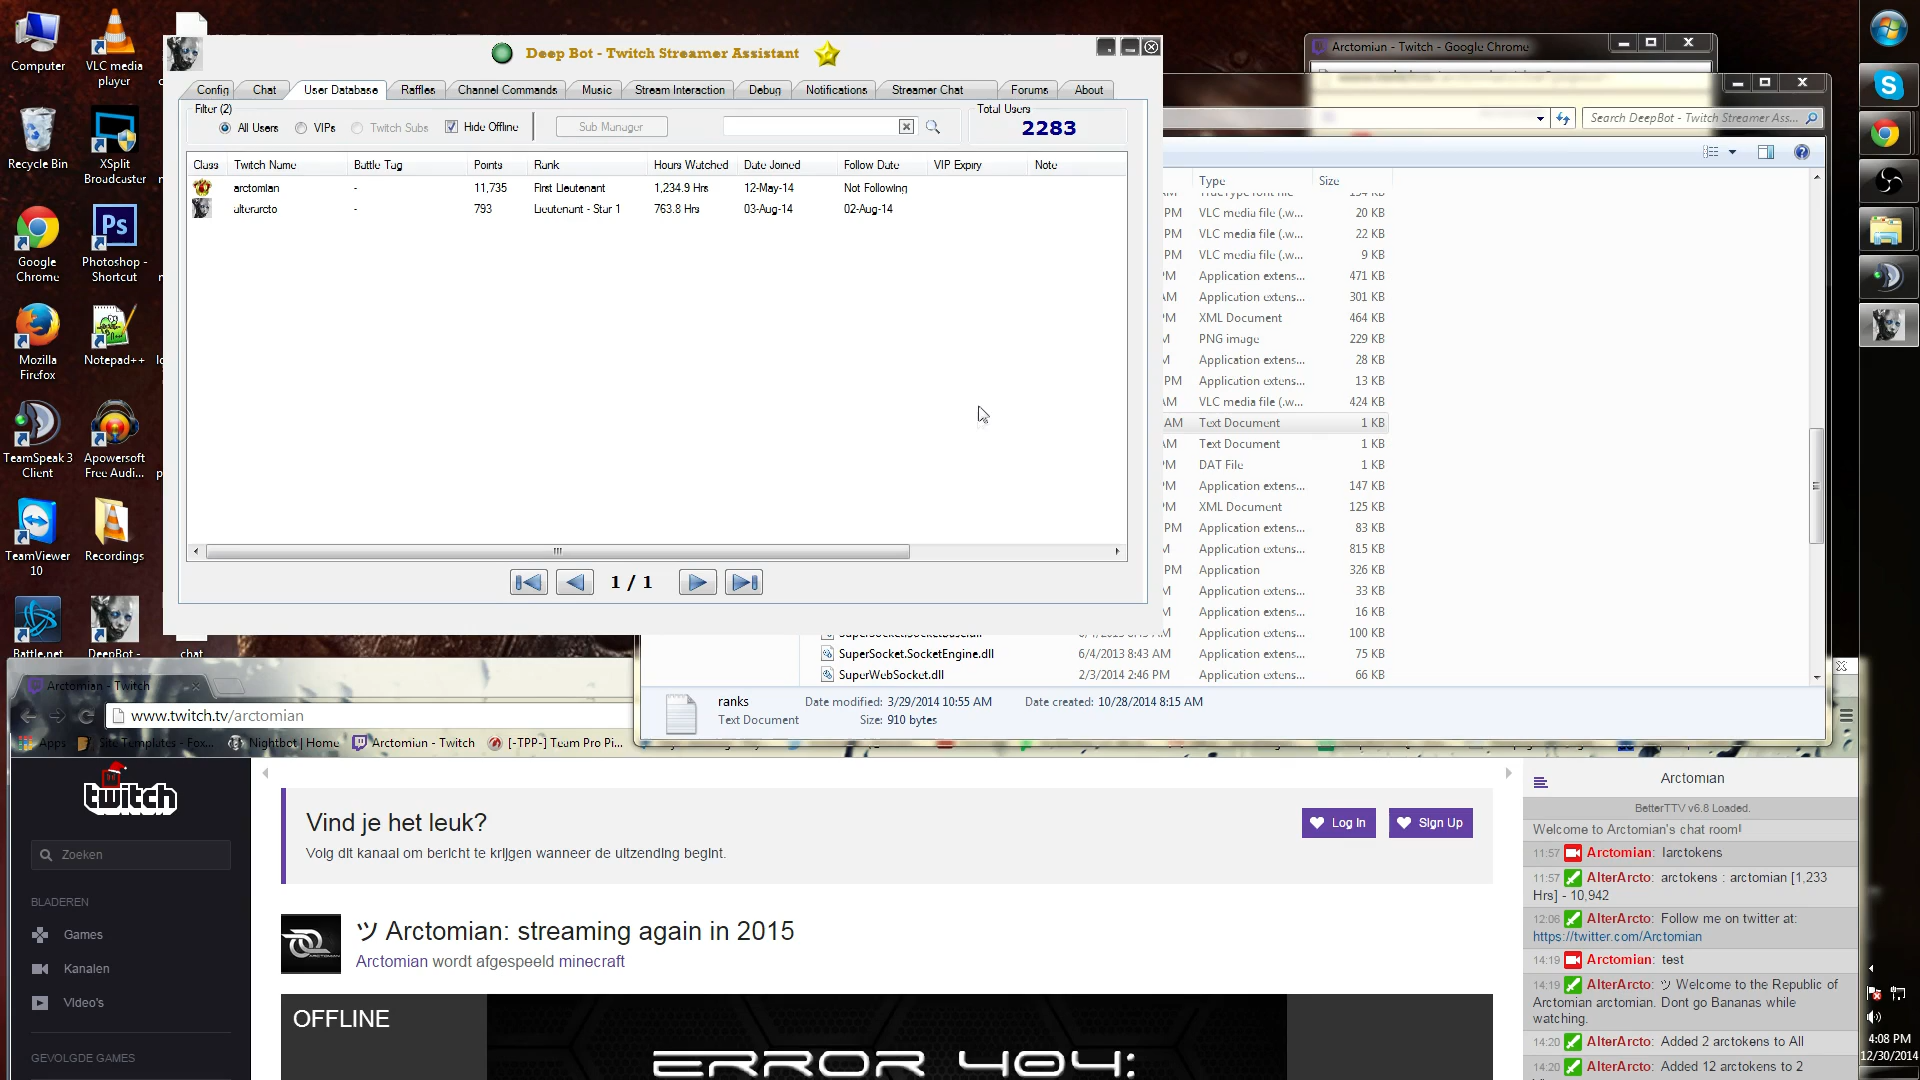 Computer
VLC media
player
Recycle Bin
XSplit
Broadcaster
Google
Chrome
Photoshop -
Shortcut
Mozilla
Firefox
Notepad++
TeamSpeak 3
Client
Apowersoft
Free Audi...
TeamViewer
10
Recordings
Battle.net
DeepBot -
chat
Deep Bot - Twitch Streamer Assistant
Config
Chat
User Database
Raffles
Channel Commands
Music
Stream Interaction
Debug
Notifications
Streamer Chat
Forums
About
Filter (2)
All Users
VIPs
Twitch Subs
Hide Offline
Sub Manager
Total Users
2283
Class Twitch Name Battle Tag Points Rank Hours Watched Date Joined Follow Date VIP Expiry Note
arctomian - 11,735 First Lieutenant 1,234.9 Hrs 12-May-14 Not Following
alterarcto - 793 Lieutenant - Star 1 763.8 Hrs 03-Aug-14 02-Aug-14
1 / 1
Arctomian - Twitch - Google Chrome
Search DeepBot - Twitch Streamer Ass...
Type Size
PM VLC media file (.w... 20 KB
PM VLC media file (.w... 22 KB
PM VLC media file (.w... 9 KB
PM Application extens... 471 KB
AM Application extens... 301 KB
PM XML Document 464 KB
M PNG image 229 KB
M Application extens... 28 KB
PM Application extens... 13 KB
AM VLC media file (.w... 424 KB
AM Text Document 1 KB
AM Text Document 1 KB
PM DAT File 1 KB
PM Application extens... 147 KB
PM XML Document 125 KB
PM Application extens... 83 KB
M Application extens... 815 KB
PM Application 326 KB
M Application extens... 33 KB
M Application extens... 16 KB
Application extens... 100 KB
SuperSocket.SocketEngine.dll 6/4/2013 8:43 AM Application extens... 75 KB
SuperWebSocket.dll 2/3/2014 2:46 PM Application extens... 66 KB
ranks Date modified: 3/29/2014 10:55 AM Date created: 10/28/2014 8:15 AM
Text Document Size: 910 bytes
Arctomian - Twitch
www.twitch.tv/arctomian
Apps
Site Templates - Fox...
Nightbot | Home
Arctomian - Twitch
[-TPP-] Team Pro Pi...
twitch
Zoeken
BLADEREN
Games
Kanalen
Video's
GEVOLGDE GAMES
Vind je het leuk?
Volg dit kanaal om bericht te krijgen wanneer de uitzending begint.
Log In
Sign Up
ツ Arctomian: streaming again in 2015
Arctomian wordt afgespeeld minecraft
ARCTOMIAN
OFFLINE
ERROR 404:
Arctomian
BetterTTV v6.8 Loaded.
Welcome to Arctomian's chat room!
11:57 Arctomian: !arctokens
11:57 AlterArcto: arctokens : arctomian [1,233
Hrs] - 10,942
12:06 AlterArcto: Follow me on twitter at:
https://twitter.com/Arctomian
14:19 Arctomian: test
14:19 AlterArcto: ツ Welcome to the Republic of
Arctomian arctomian. Dont go Bananas while
watching.
14:20 AlterArcto: Added 2 arctokens to All
14:20 AlterArcto: Added 12 arctokens to 2
4:08 PM
12/30/2014